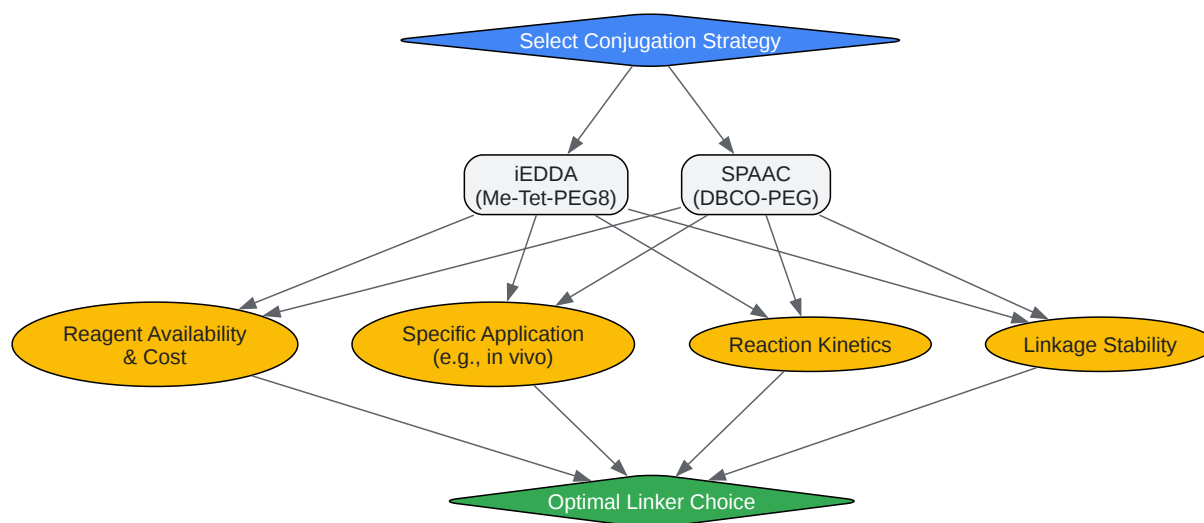 Select Conjugation Strategy
iEDDA
(Me-Tet-PEG8)
SPAAC
(DBCO-PEG)
Reagent Availability
& Cost
Specific Application
(e.g., in vivo)
Reaction Kinetics
Linkage Stability
Optimal Linker Choice